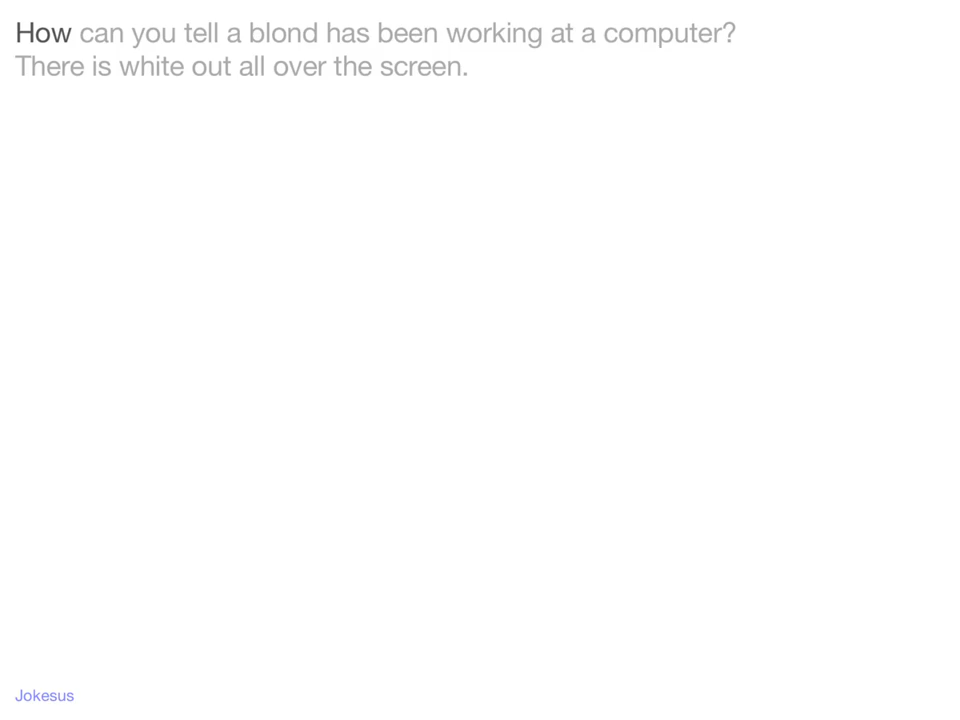 How can you tell a blond has been working at a computer?
There is white out all over the screen.
Jokesus